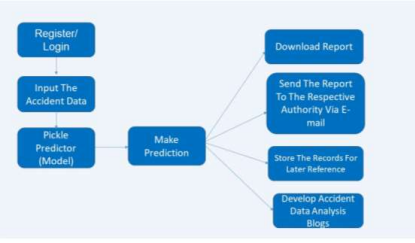 Register/
Login
Input The
Accident Data
Pickle
Predictor
(Model)
Make
Prediction
Download Report
Send The Report
To The Respective
Authority Via E-
mail
Store The Records For
Later Reference
Develop Accident
Data Analysis
Blogs